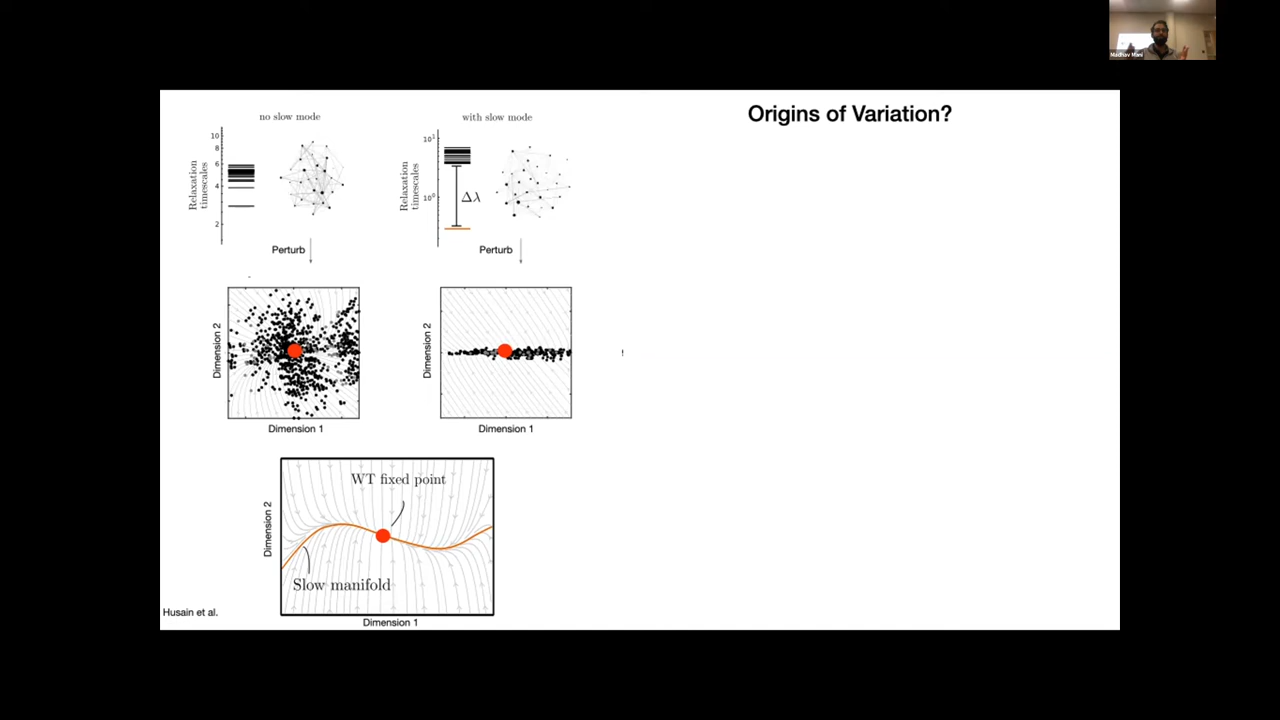 Madhav Mani
Origins of Variation?
no slow mode
with slow mode
Relaxation
timescales
10
8
6
4
2
Relaxation
timescales
10¹
10⁰
Δλ
Perturb
Perturb
Dimension 2
Dimension 1
Dimension 2
Dimension 1
!
WT fixed point
Slow manifold
Dimension 2
Dimension 1
Husain et al.